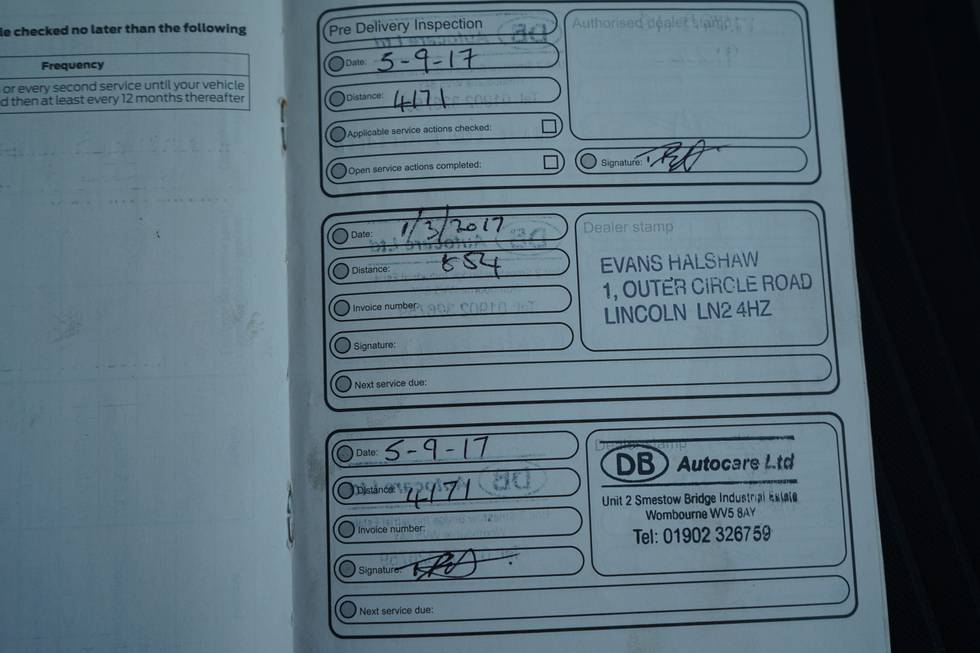 le checked no later than the following
Frequency
or every second service until your vehicle
d then at least every 12 months thereafter
Pre Delivery Inspection
Date: 5-9-17
Distance: 4171
Applicable service actions checked:
Open service actions completed:
Authorised dealer stamp
Signature:
Date: 1/3/2017
Distance: 854
Invoice number:
Signature:
Next service due:
Dealer stamp
EVANS HALSHAW
1, OUTER CIRCLE ROAD
LINCOLN LN2 4HZ
Date: 5-9-17
Distance: 4171
Invoice number:
Signature:
Next service due:
Dealer stamp
DB Autocare Ltd
Unit 2 Smestow Bridge Industrial Estate
Wombourne WV5 8AY
Tel: 01902 326759